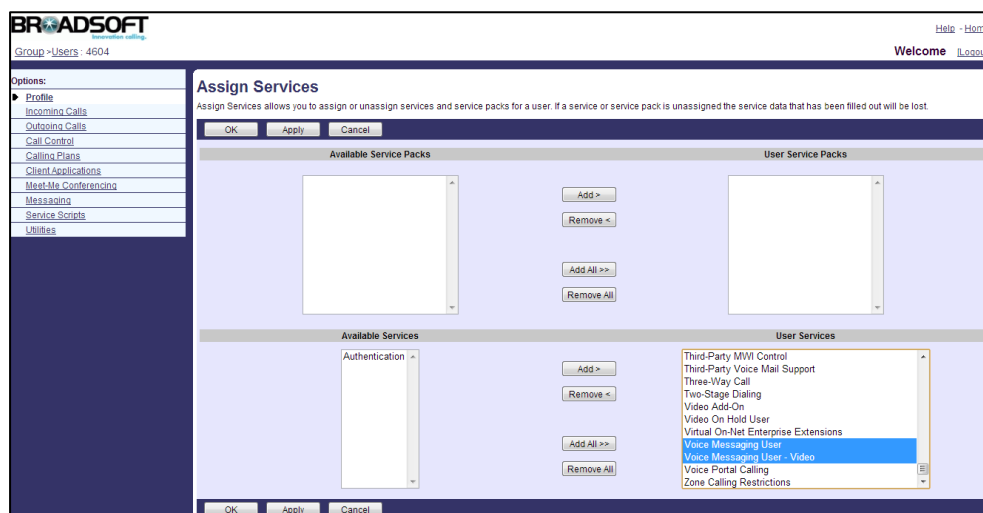 BROADSOFT
innovation calling.
Help - Hom
Group >Users : 4604
Welcome [Logou
Options:
Profile
Incoming Calls
Outgoing Calls
Call Control
Calling Plans
Client Applications
Meet-Me Conferencing
Messaging
Service Scripts
Utilities
Assign Services
Assign Services allows you to assign or unassign services and service packs for a user. If a service or service pack is unassigned the service data that has been filled out will be lost.
OK Apply Cancel
Available Service Packs User Service Packs
Add >
Remove <
Add All >>
Remove All
Available Services User Services
Authentication
Add >
Remove <
Add All >>
Remove All
Third-Party MWI Control
Third-Party Voice Mail Support
Three-Way Call
Two-Stage Dialing
Video Add-On
Video On Hold User
Virtual On-Net Enterprise Extensions
Voice Messaging User
Voice Messaging User - Video
Voice Portal Calling
Zone Calling Restrictions
OK Apply Cancel